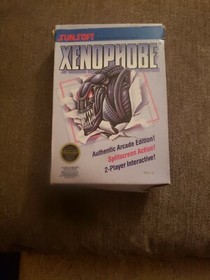 SUNSOFT
XENOPHOBE
Authentic Arcade Edition!
Splitscreen Action!
2-Player Interactive!